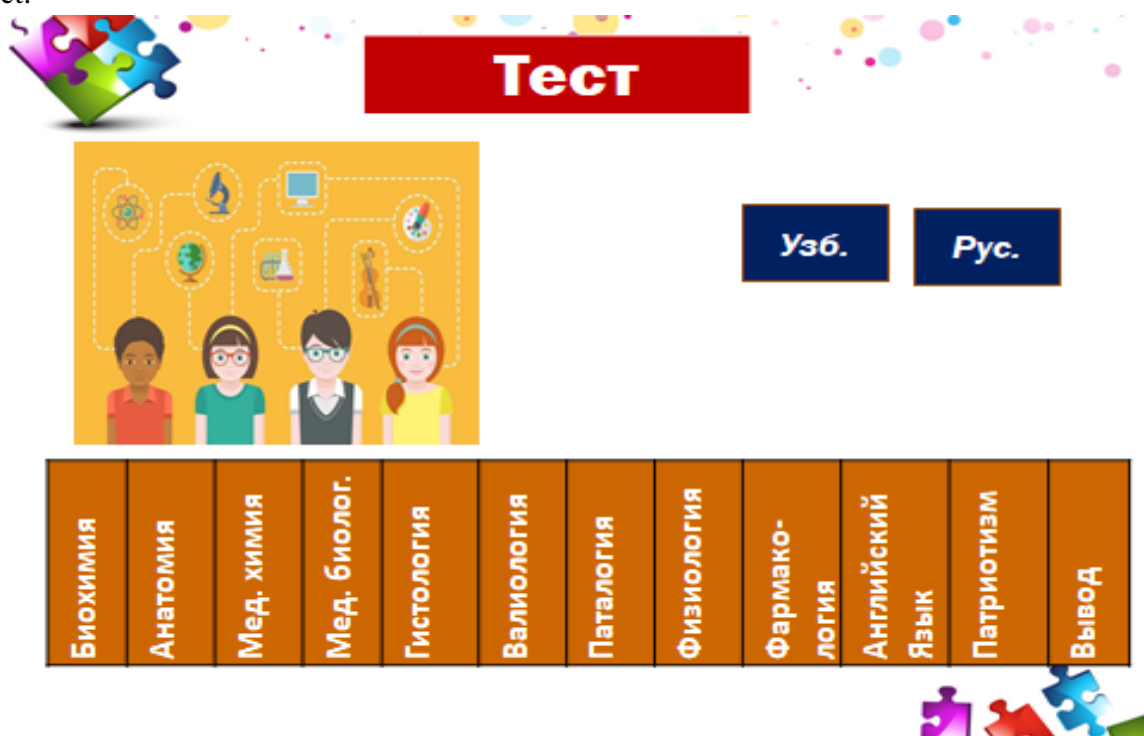 Тест
Узб.
Рус.
Биохимия
Анатомия
Мед. химия
Мед. биолог.
Гистология
Валиология
Паталогия
Физиология
Фармако-
логия
Английский
Язык
Патриотизм
Вывод